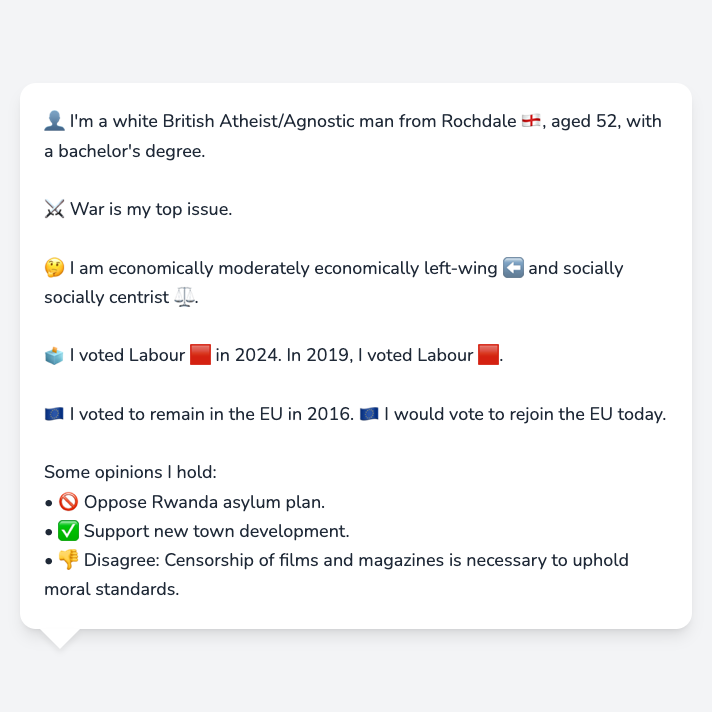 👤 I'm a white British Atheist/Agnostic man from Rochdale 🏴󠁧󠁢󠁥󠁮󠁧󠁿, aged 52, with
a bachelor's degree.
⚔️ War is my top issue.
🤔 I am economically moderately economically left-wing ⬅️ and socially
socially centrist ⚖️.
🗳️ I voted Labour 🟥 in 2024. In 2019, I voted Labour 🟥.
🇪🇺 I voted to remain in the EU in 2016. 🇪🇺 I would vote to rejoin the EU today.
Some opinions I hold:
• 🚫 Oppose Rwanda asylum plan.
• ✅ Support new town development.
• 👎 Disagree: Censorship of films and magazines is necessary to uphold
moral standards.